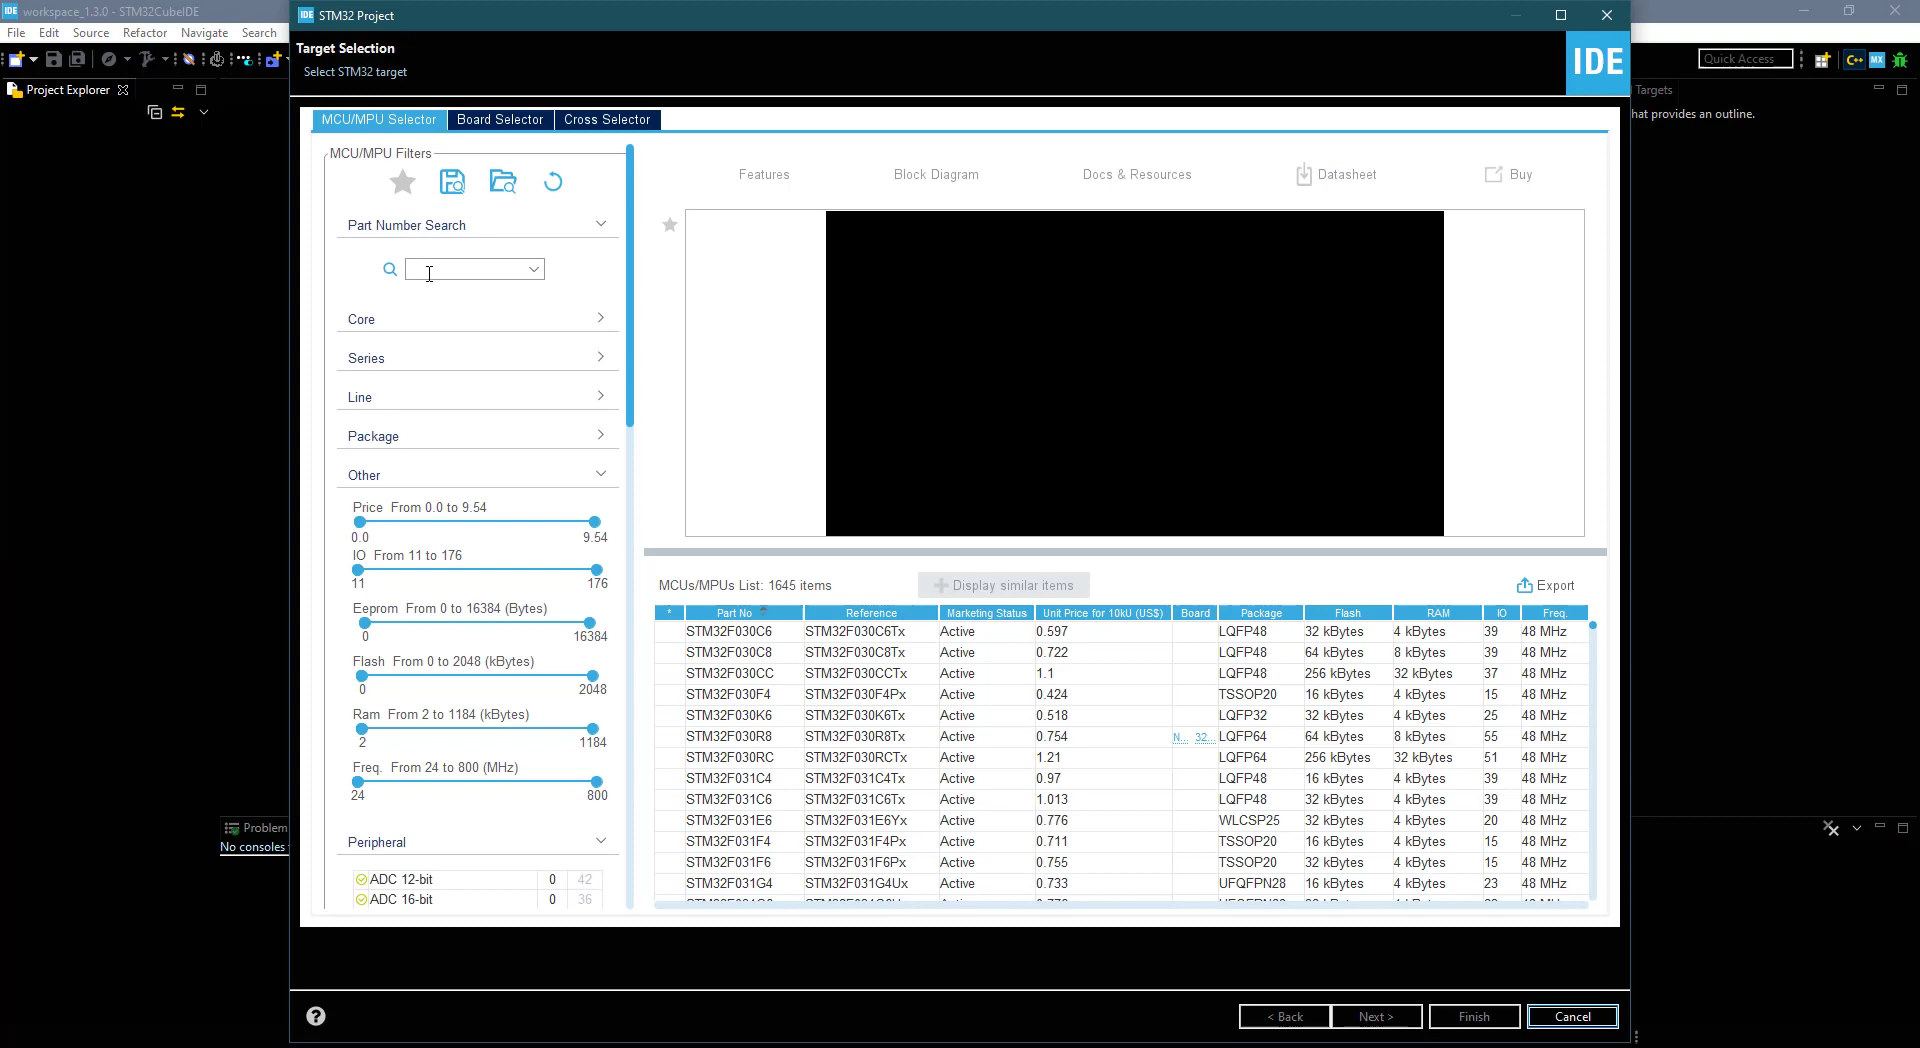 IDE workspace_1.3.0 - STM32CubeIDE
File Edit Source Refactor Navigate Search
Project Explorer
IDE STM32 Project
Target Selection
Select STM32 target
IDE
Quick Access
C++ MX
Targets
hat provides an outline.
MCU/MPU Selector Board Selector Cross Selector
MCU/MPU Filters
Part Number Search
Core
Series
Line
Package
Other
Price From 0.0 to 9.54
0.0 9.54
IO From 11 to 176
11 176
Eeprom From 0 to 16384 (Bytes)
0 16384
Flash From 0 to 2048 (kBytes)
0 2048
Ram From 2 to 1184 (kBytes)
2 1184
Freq. From 24 to 800 (MHz)
24 800
Peripheral
ADC 12-bit 0 42
ADC 16-bit 0 36
Features Block Diagram Docs & Resources Datasheet Buy
MCUs/MPUs List: 1645 items Display similar items Export
* Part No Reference Marketing Status Unit Price for 10kU (US$) Board Package Flash RAM IO Freq.
STM32F030C6 STM32F030C6Tx Active 0.597 LQFP48 32 kBytes 4 kBytes 39 48 MHz
STM32F030C8 STM32F030C8Tx Active 0.722 LQFP48 64 kBytes 8 kBytes 39 48 MHz
STM32F030CC STM32F030CCTx Active 1.1 LQFP48 256 kBytes 32 kBytes 37 48 MHz
STM32F030F4 STM32F030F4Px Active 0.424 TSSOP20 16 kBytes 4 kBytes 15 48 MHz
STM32F030K6 STM32F030K6Tx Active 0.518 LQFP32 32 kBytes 4 kBytes 25 48 MHz
STM32F030R8 STM32F030R8Tx Active 0.754 N... 32... LQFP64 64 kBytes 8 kBytes 55 48 MHz
STM32F030RC STM32F030RCTx Active 1.21 LQFP64 256 kBytes 32 kBytes 51 48 MHz
STM32F031C4 STM32F031C4Tx Active 0.97 LQFP48 16 kBytes 4 kBytes 39 48 MHz
STM32F031C6 STM32F031C6Tx Active 1.013 LQFP48 32 kBytes 4 kBytes 39 48 MHz
STM32F031E6 STM32F031E6Yx Active 0.776 WLCSP25 32 kBytes 4 kBytes 20 48 MHz
STM32F031F4 STM32F031F4Px Active 0.711 TSSOP20 16 kBytes 4 kBytes 15 48 MHz
STM32F031F6 STM32F031F6Px Active 0.755 TSSOP20 32 kBytes 4 kBytes 15 48 MHz
STM32F031G4 STM32F031G4Ux Active 0.733 UFQFPN28 16 kBytes 4 kBytes 23 48 MHz
Problem
No consoles
< Back Next > Finish Cancel